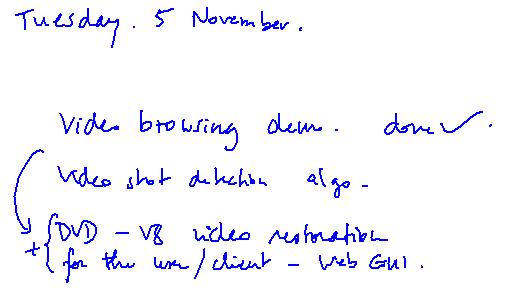 Tuesday. 5 November.
Video browsing demo. done ✓.
Video shot detection algo -
+ { DVD - V8 video restoration
for the user/client - Web GUI.